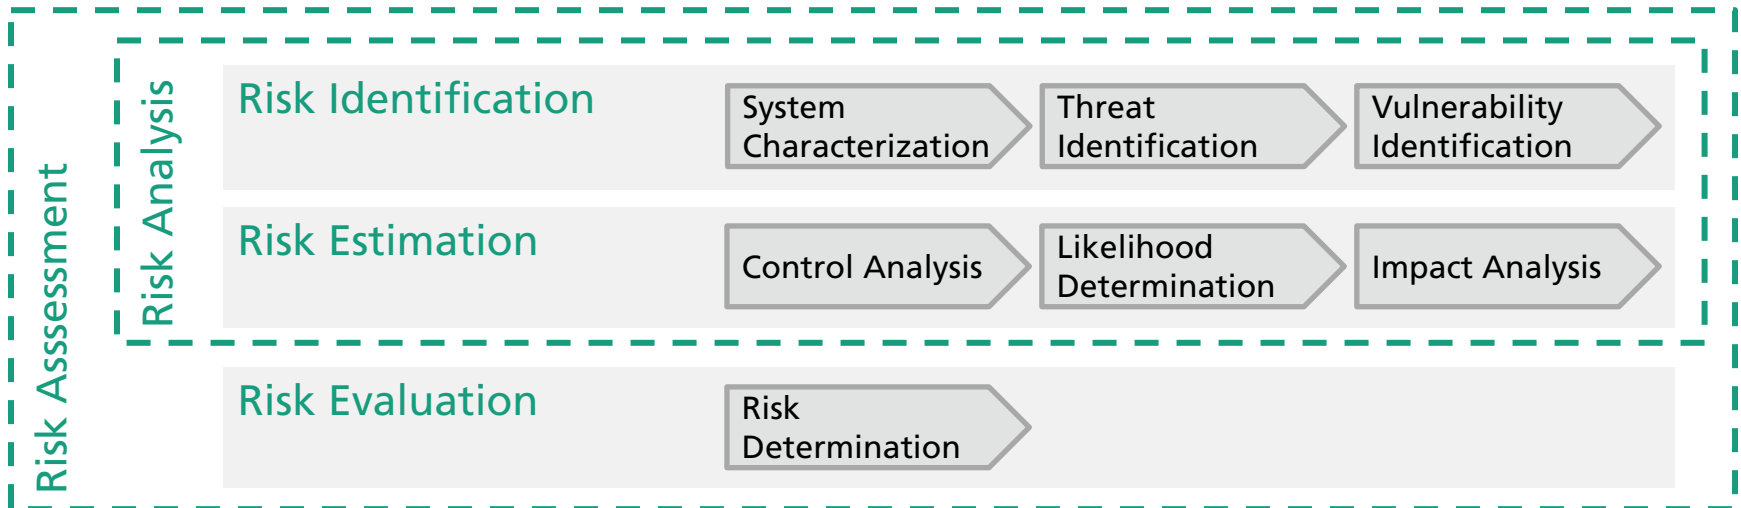 Risk Asssessment
Risk Analysis
Risk Identification
System
Characterization
Threat
Identification
Vulnerability
Identification
Risk Estimation
Control Analysis
Likelihood
Determination
Impact Analysis
Risk Evaluation
Risk
Determination